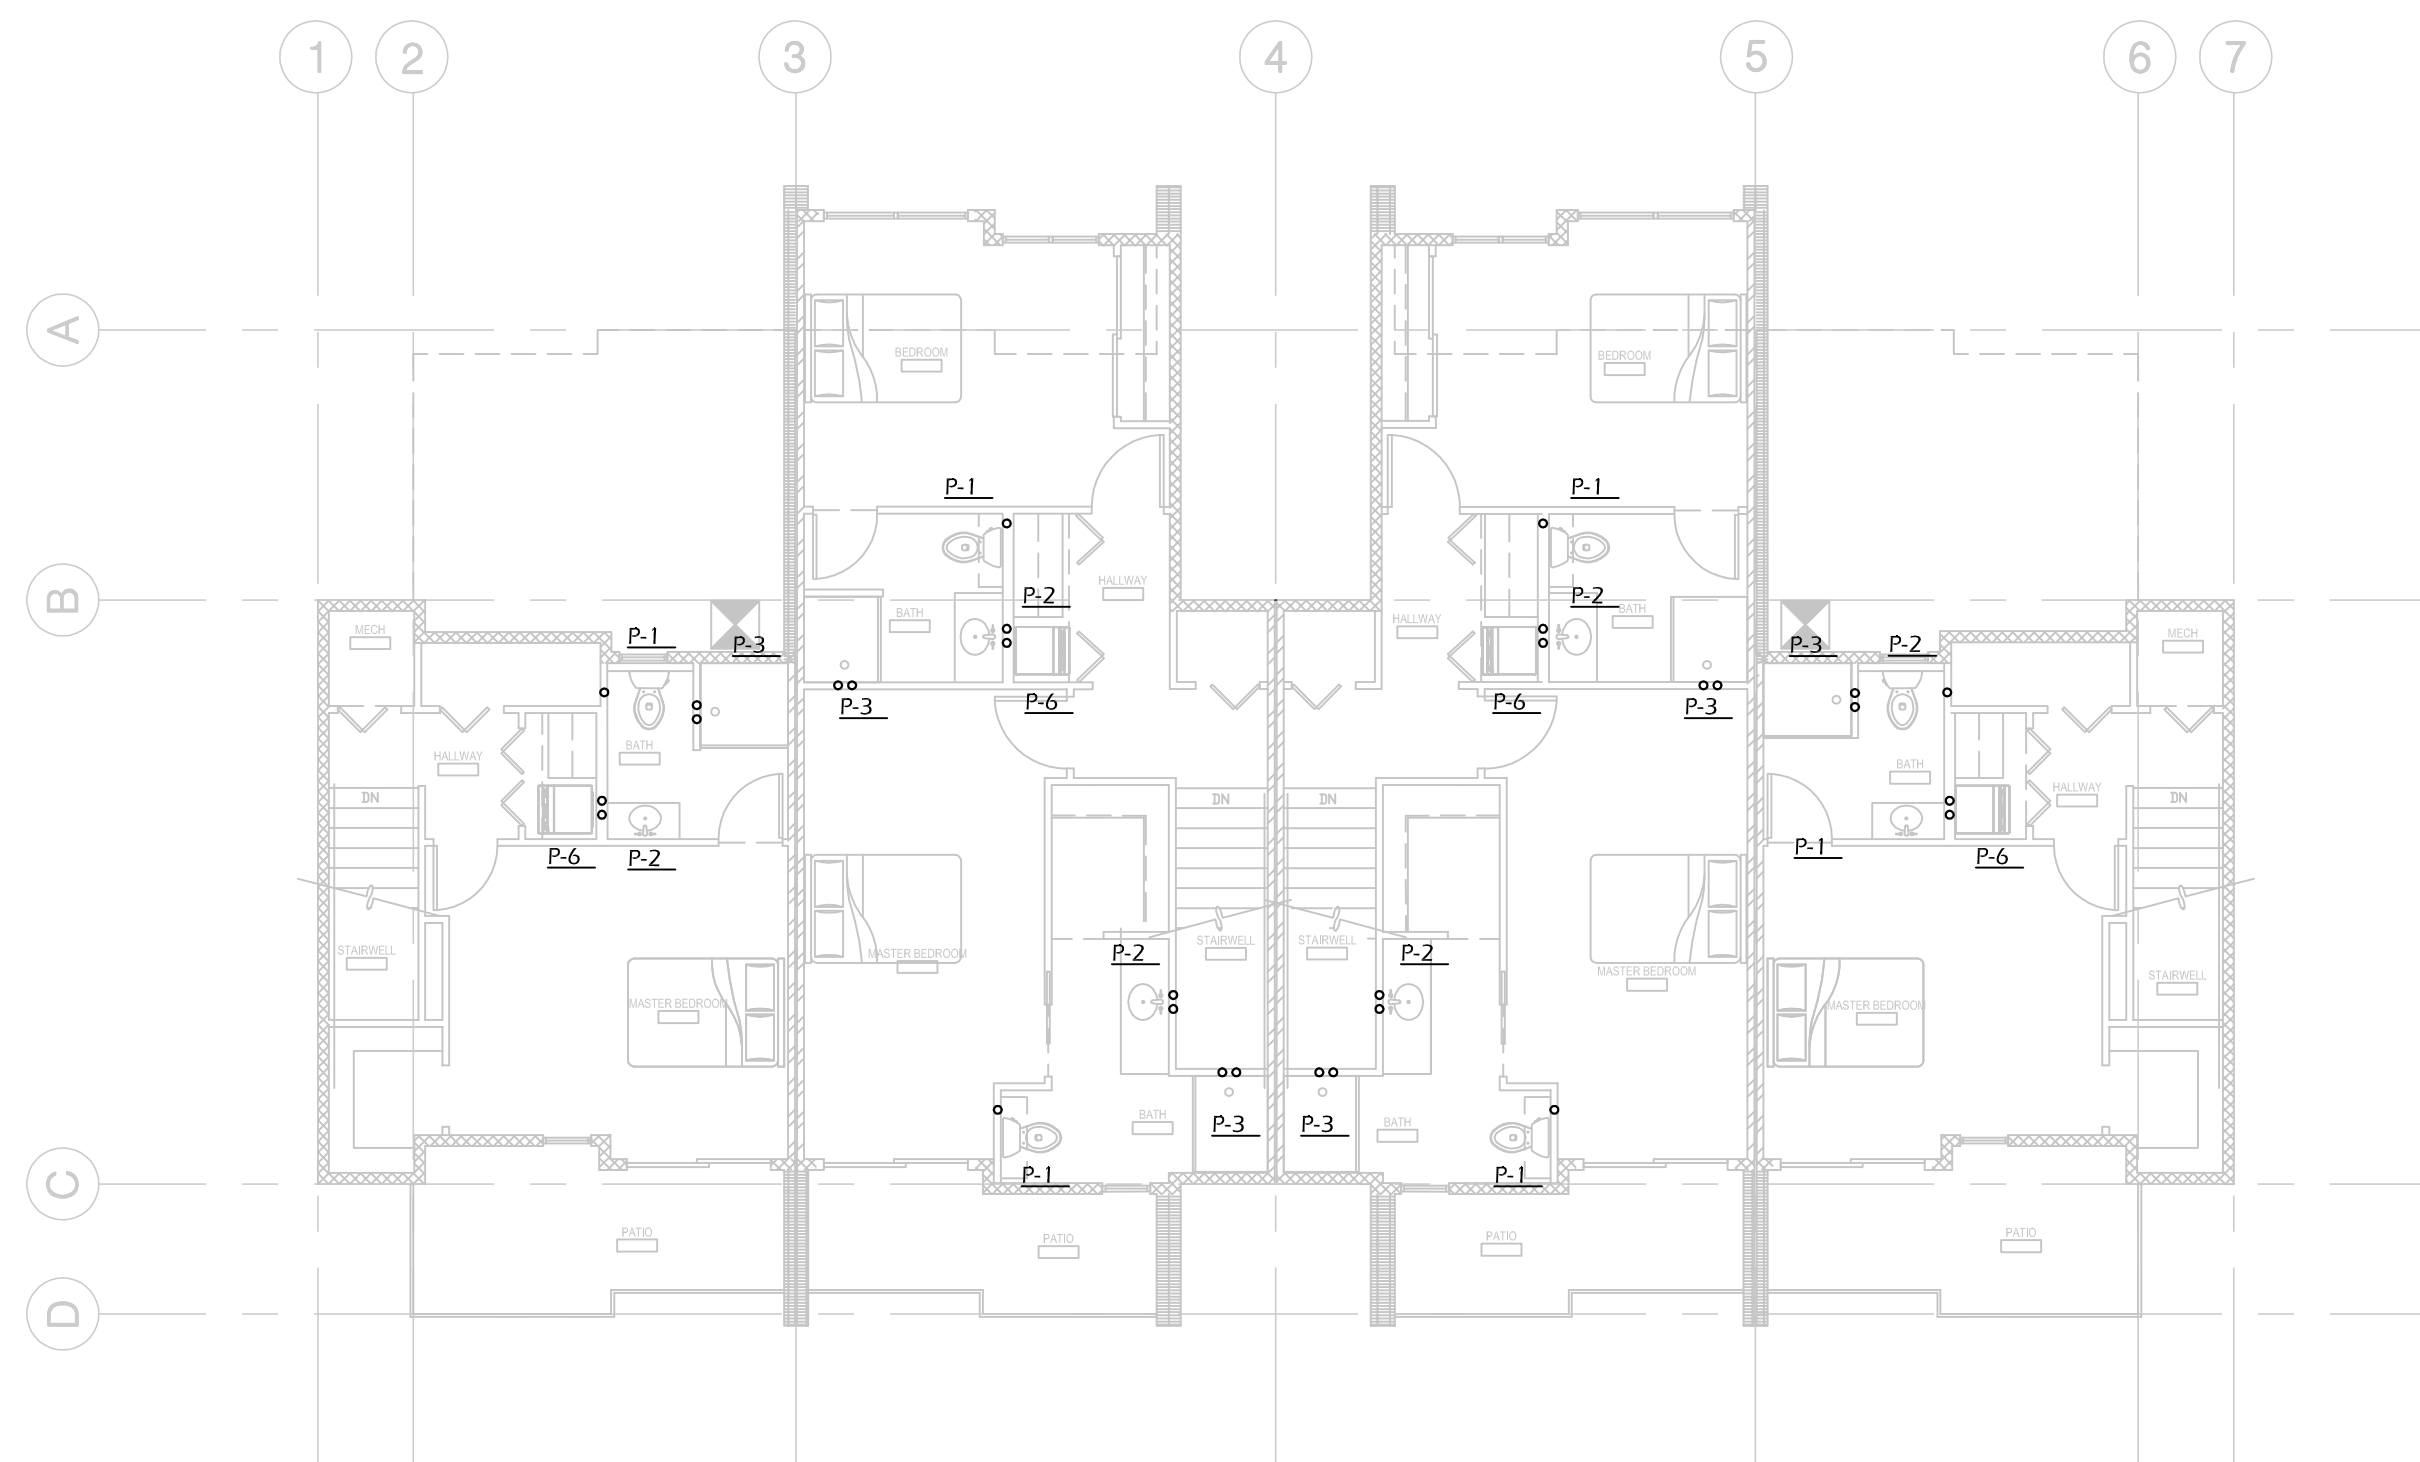 1 2 3 4 5 6 7
A
BEDROOM BEDROOM
P-1 P-1
HALLWAY
B
P-2 P-2
BATH BATH
HALLWAY
MECH P-1 P-3 P-3 P-2 MECH
P-3 P-6 P-6 P-3
HALLWAY BATH BATH HALLWAY
DN DN DN DN
P-6 P-2 P-1 P-6
STAIRWELL MASTER BEDROOM P-2 STAIRWELL STAIRWELL P-2 MASTER BEDROOM STAIRWELL
MASTER BEDROOM MASTER BEDROOM
BATH BATH
P-3 P-3
P-1 P-1
C
PATIO PATIO PATIO PATIO
D